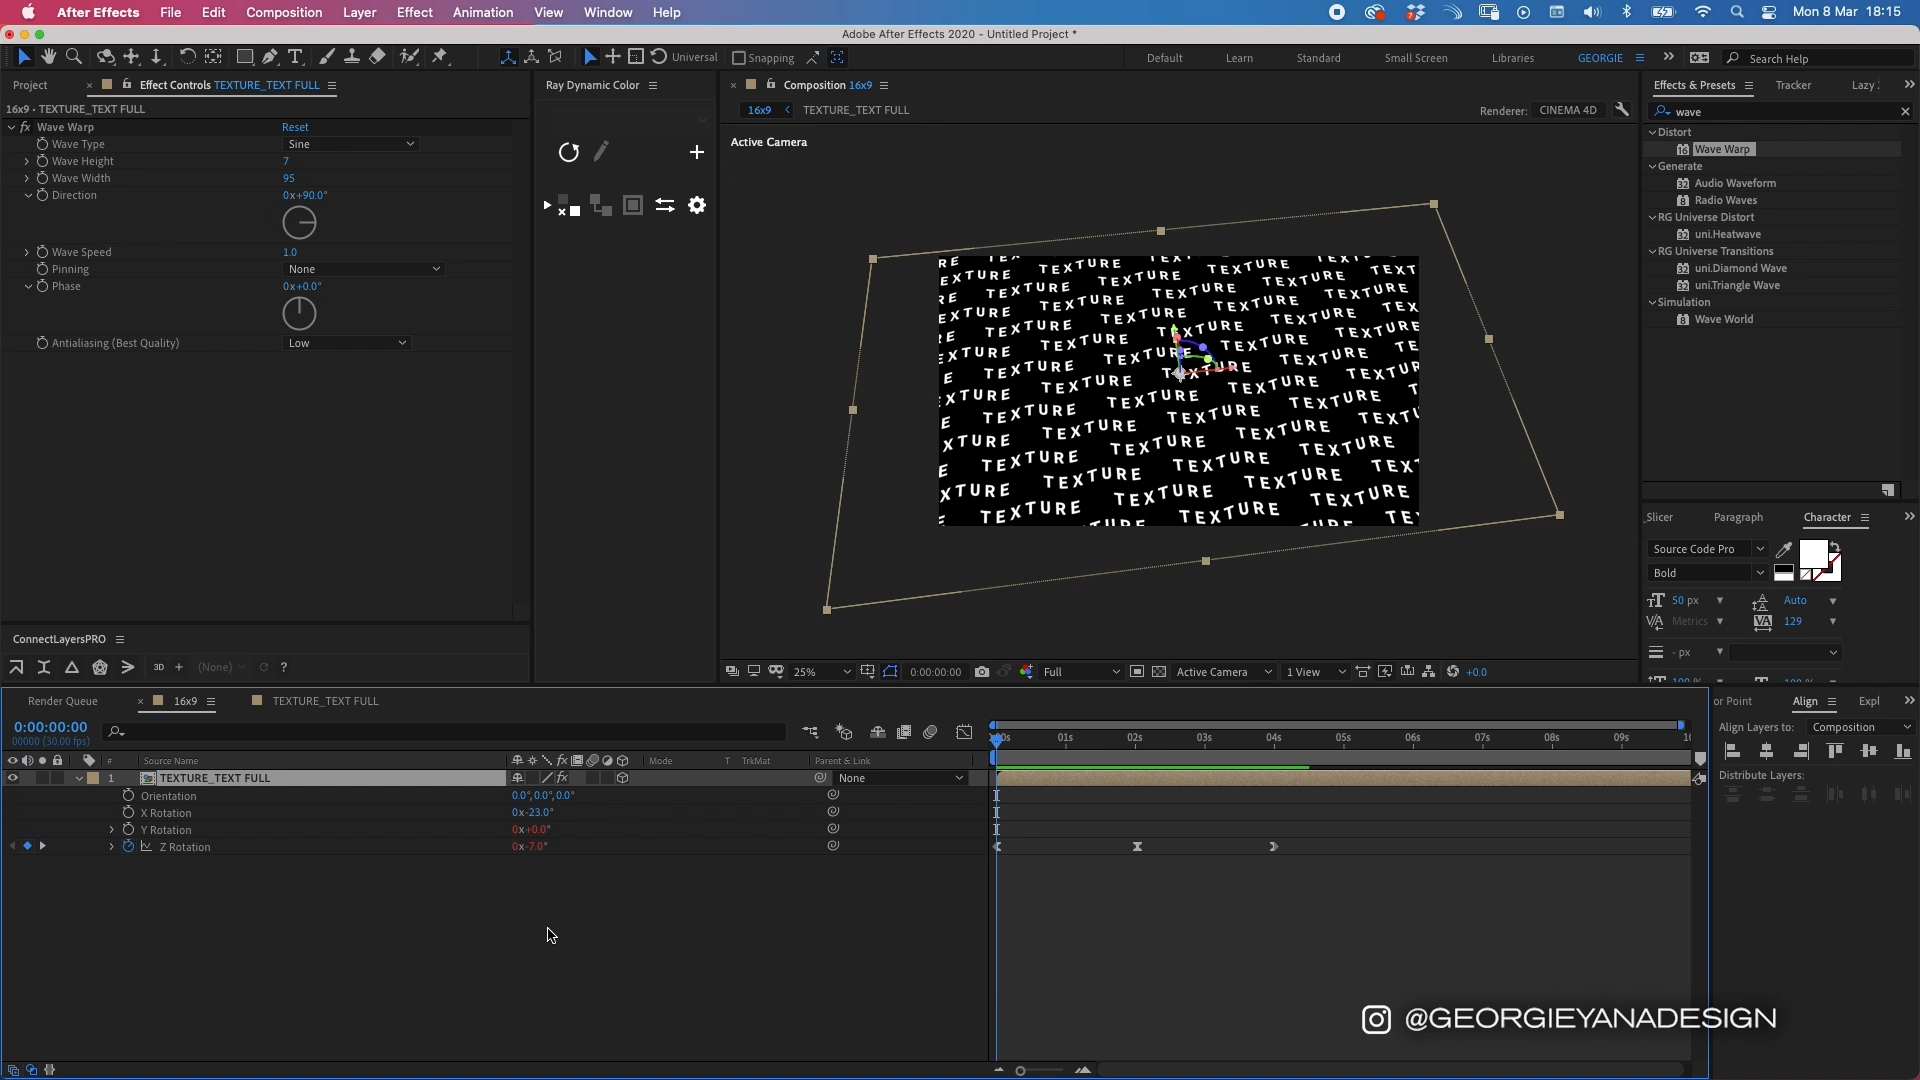 After Effects File Edit Composition Layer Effect Animation View Window Help
7
Mon 8 Mar 18:15
Adobe After Effects 2020 - Untitled Project *
Universal
Snapping
Default Learn Standard Small Screen Libraries GEORGIE
Search Help
Project
Effect Controls TEXTURE_TEXT FULL
Ray Dynamic Color
Composition 16x9
Effects & Presets
Tracker
Lazy
16x9 • TEXTURE_TEXT FULL
16x9
TEXTURE_TEXT FULL
Renderer: CINEMA 4D
wave
fx Wave Warp Reset
Wave Type Sine
Wave Height 7
Wave Width 95
Direction 0x+90.0°
Wave Speed 1.0
Pinning None
Phase 0x+0.0°
Antialiasing (Best Quality) Low
Active Camera
TEXTURE TEXTURE TEXTURE TEXTURE
Distort
Wave Warp
Generate
Audio Waveform
Radio Waves
RG Universe Distort
uni.Heatwave
RG Universe Transitions
uni.Diamond Wave
uni.Triangle Wave
Simulation
Wave World
_Slicer Paragraph Character
Source Code Pro
Bold
50 px Auto
Metrics 129
- px
ConnectLayersPRO
3D + (None) ?
25% 0:00:00:00 Full Active Camera 1 View +0.0
Render Queue
16x9
TEXTURE_TEXT FULL
or Point Align Expl
0:00:00:00
00000 (30.00 fps)
Align Layers to: Composition
Distribute Layers:
01s 02s 03s 04s 05s 06s 07s 08s 09s
# Source Name Mode T TrkMat Parent & Link
1 TEXTURE_TEXT FULL None
Orientation 0.0°,0.0°,0.0°
X Rotation 0x-23.0°
Y Rotation 0x+0.0°
Z Rotation 0x-7.0°
@GEORGIEYANADESIGN